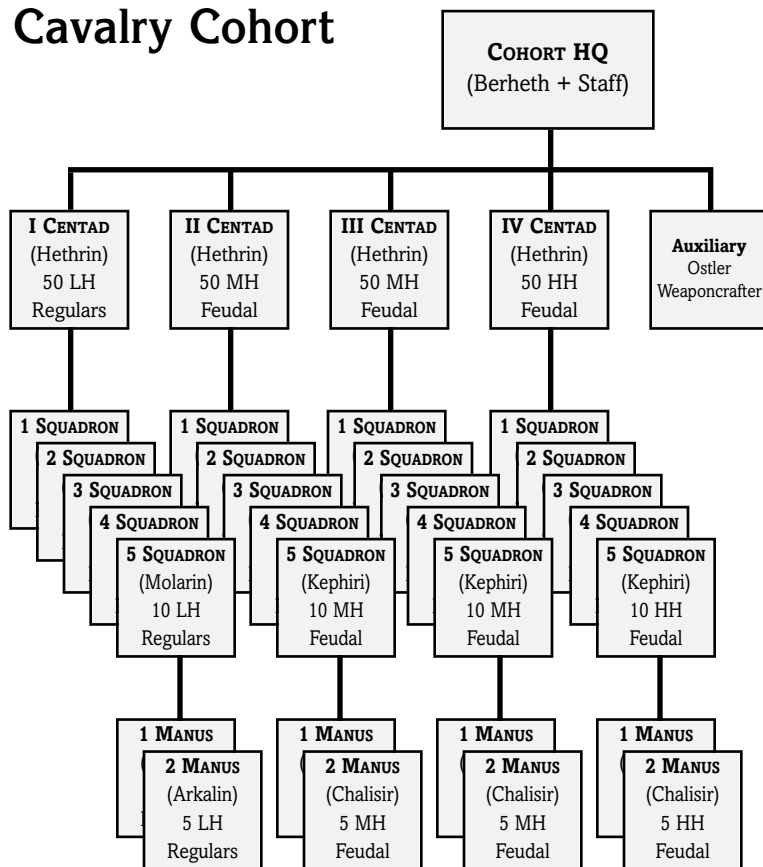 Cavalry Cohort
COHORT HQ
(Berheth + Staff)
I CENTAD
(Hethrin)
50 LH
Regulars
II CENTAD
(Hethrin)
50 MH
Feudal
III CENTAD
(Hethrin)
50 MH
Feudal
IV CENTAD
(Hethrin)
50 HH
Feudal
Auxiliary
Ostler
Weaponcrafter
1 SQUADRON
2 SQUADRON
3 SQUADRON
4 SQUADRON
5 SQUADRON
(Molarin)
10 LH
Regulars
1 SQUADRON
2 SQUADRON
3 SQUADRON
4 SQUADRON
5 SQUADRON
(Kephiri)
10 MH
Feudal
1 SQUADRON
2 SQUADRON
3 SQUADRON
4 SQUADRON
5 SQUADRON
(Kephiri)
10 MH
Feudal
1 SQUADRON
2 SQUADRON
3 SQUADRON
4 SQUADRON
5 SQUADRON
(Kephiri)
10 HH
Feudal
1 MANUS
2 MANUS
(Arkalin)
5 LH
Regulars
1 MANUS
2 MANUS
(Chalisir)
5 MH
Feudal
1 MANUS
2 MANUS
(Chalisir)
5 MH
Feudal
1 MANUS
2 MANUS
(Chalisir)
5 HH
Feudal